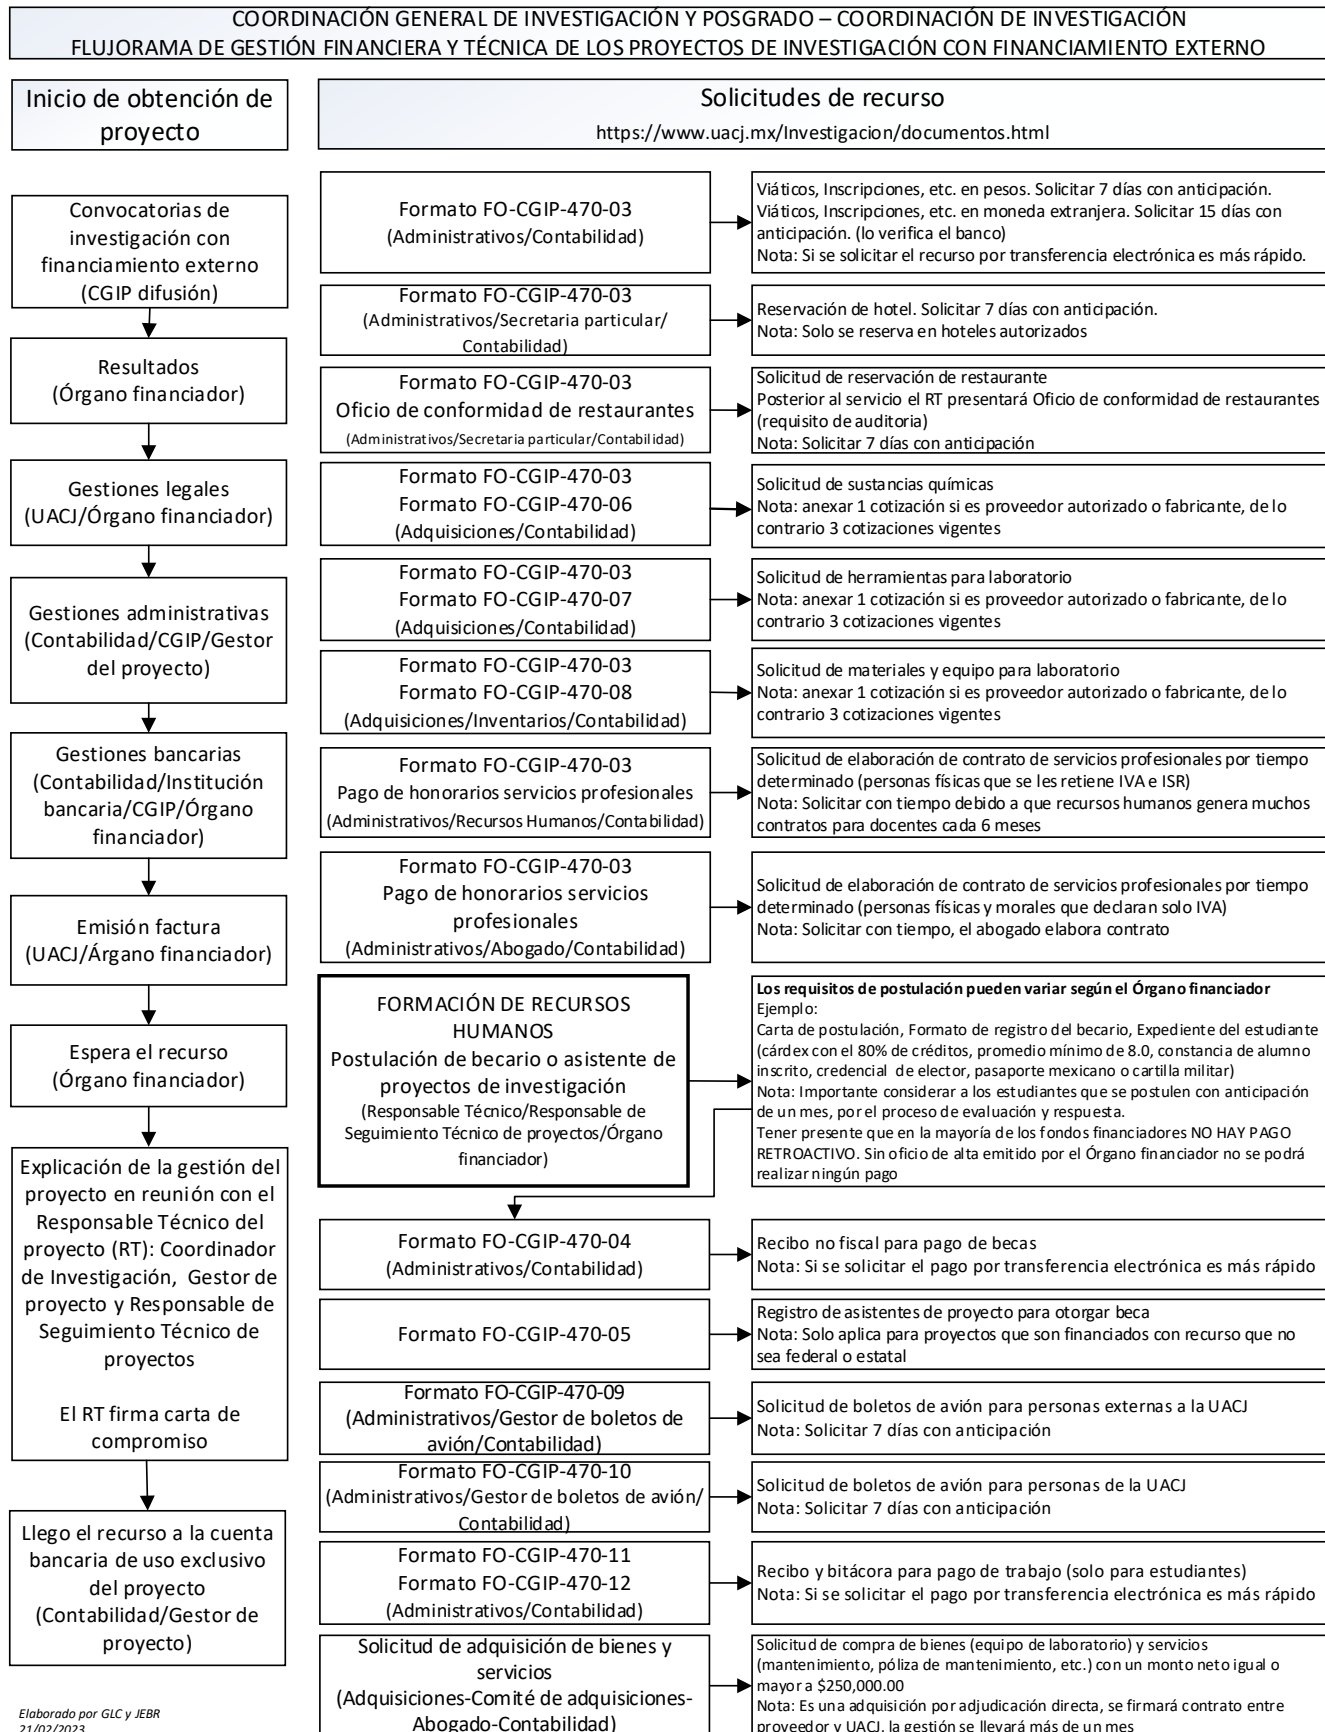 COORDINACIÓN GENERAL DE INVESTIGACIÓN Y POSGRADO – COORDINACIÓN DE INVESTIGACIÓN
FLUJORAMA DE GESTIÓN FINANCIERA Y TÉCNICA DE LOS PROYECTOS DE INVESTIGACIÓN CON FINANCIAMIENTO EXTERNO
Inicio de obtención de
proyecto
Convocatorias de
investigación con
financiamiento externo
(CGIP difusión)
Resultados
(Órgano financiador)
Gestiones legales
(UACJ/Órgano financiador)
Gestiones administrativas
(Contabilidad/CGIP/Gestor
del proyecto)
Gestiones bancarias
(Contabilidad/Institución
bancaria/CGIP/Órgano
financiador)
Emisión factura
(UACJ/Árgano financiador)
Espera el recurso
(Órgano financiador)
Explicación de la gestión del
proyecto en reunión con el
Responsable Técnico del
proyecto (RT): Coordinador
de Investigación, Gestor de
proyecto y Responsable de
Seguimiento Técnico de
proyectos
El RT firma carta de
compromiso
Llego el recurso a la cuenta
bancaria de uso exclusivo
del proyecto
(Contabilidad/Gestor de
proyecto)
Elaborado por GLC y JEBR
21/02/2023
Solicitudes de recurso
https://www.uacj.mx/Investigacion/documentos.html
Formato FO-CGIP-470-03
(Administrativos/Contabilidad)
Viáticos, Inscripciones, etc. en pesos. Solicitar 7 días con anticipación.
Viáticos, Inscripciones, etc. en moneda extranjera. Solicitar 15 días con
anticipación. (lo verifica el banco)
Nota: Si se solicitar el recurso por transferencia electrónica es más rápido.
Formato FO-CGIP-470-03
(Administrativos/Secretaria particular/
Contabilidad)
Reservación de hotel. Solicitar 7 días con anticipación.
Nota: Solo se reserva en hoteles autorizados
Formato FO-CGIP-470-03
Oficio de conformidad de restaurantes
(Administrativos/Secretaria particular/Contabilidad)
Solicitud de reservación de restaurante
Posterior al servicio el RT presentará Oficio de conformidad de restaurantes
(requisito de auditoria)
Nota: Solicitar 7 días con anticipación
Formato FO-CGIP-470-03
Formato FO-CGIP-470-06
(Adquisiciones/Contabilidad)
Solicitud de sustancias químicas
Nota: anexar 1 cotización si es proveedor autorizado o fabricante, de lo
contrario 3 cotizaciones vigentes
Formato FO-CGIP-470-03
Formato FO-CGIP-470-07
(Adquisiciones/Contabilidad)
Solicitud de herramientas para laboratorio
Nota: anexar 1 cotización si es proveedor autorizado o fabricante, de lo
contrario 3 cotizaciones vigentes
Formato FO-CGIP-470-03
Formato FO-CGIP-470-08
(Adquisiciones/Inventarios/Contabilidad)
Solicitud de materiales y equipo para laboratorio
Nota: anexar 1 cotización si es proveedor autorizado o fabricante, de lo
contrario 3 cotizaciones vigentes
Formato FO-CGIP-470-03
Pago de honorarios servicios profesionales
(Administrativos/Recursos Humanos/Contabilidad)
Solicitud de elaboración de contrato de servicios profesionales por tiempo
determinado (personas físicas que se les retiene IVA e ISR)
Nota: Solicitar con tiempo debido a que recursos humanos genera muchos
contratos para docentes cada 6 meses
Formato FO-CGIP-470-03
Pago de honorarios servicios
profesionales
(Administrativos/Abogado/Contabilidad)
Solicitud de elaboración de contrato de servicios profesionales por tiempo
determinado (personas físicas y morales que declaran solo IVA)
Nota: Solicitar con tiempo, el abogado elabora contrato
FORMACIÓN DE RECURSOS
HUMANOS
Postulación de becario o asistente de
proyectos de investigación
(Responsable Técnico/Responsable de
Seguimiento Técnico de proyectos/Órgano
financiador)
Los requisitos de postulación pueden variar según el Órgano financiador
Ejemplo:
Carta de postulación, Formato de registro del becario, Expediente del estudiante
(cárdex con el 80% de créditos, promedio mínimo de 8.0, constancia de alumno
inscrito, credencial de elector, pasaporte mexicano o cartilla militar)
Nota: Importante considerar a los estudiantes que se postulen con anticipación
de un mes, por el proceso de evaluación y respuesta.
Tener presente que en la mayoría de los fondos financiadores NO HAY PAGO
RETROACTIVO. Sin oficio de alta emitido por el Órgano financiador no se podrá
realizar ningún pago
Formato FO-CGIP-470-04
(Administrativos/Contabilidad)
Recibo no fiscal para pago de becas
Nota: Si se solicitar el pago por transferencia electrónica es más rápido
Formato FO-CGIP-470-05
Registro de asistentes de proyecto para otorgar beca
Nota: Solo aplica para proyectos que son financiados con recurso que no
sea federal o estatal
Formato FO-CGIP-470-09
(Administrativos/Gestor de boletos de
avión/Contabilidad)
Solicitud de boletos de avión para personas externas a la UACJ
Nota: Solicitar 7 días con anticipación
Formato FO-CGIP-470-10
(Administrativos/Gestor de boletos de avión/
Contabilidad)
Solicitud de boletos de avión para personas de la UACJ
Nota: Solicitar 7 días con anticipación
Formato FO-CGIP-470-11
Formato FO-CGIP-470-12
(Administrativos/Contabilidad)
Recibo y bitácora para pago de trabajo (solo para estudiantes)
Nota: Si se solicitar el pago por transferencia electrónica es más rápido
Solicitud de adquisición de bienes y
servicios
(Adquisiciones-Comité de adquisiciones-
Abogado-Contabilidad)
Solicitud de compra de bienes (equipo de laboratorio) y servicios
(mantenimiento, póliza de mantenimiento, etc.) con un monto neto igual o
mayor a $250,000.00
Nota: Es una adquisición por adjudicación directa, se firmará contrato entre
proveedor y UACJ, la gestión se llevará más de un mes